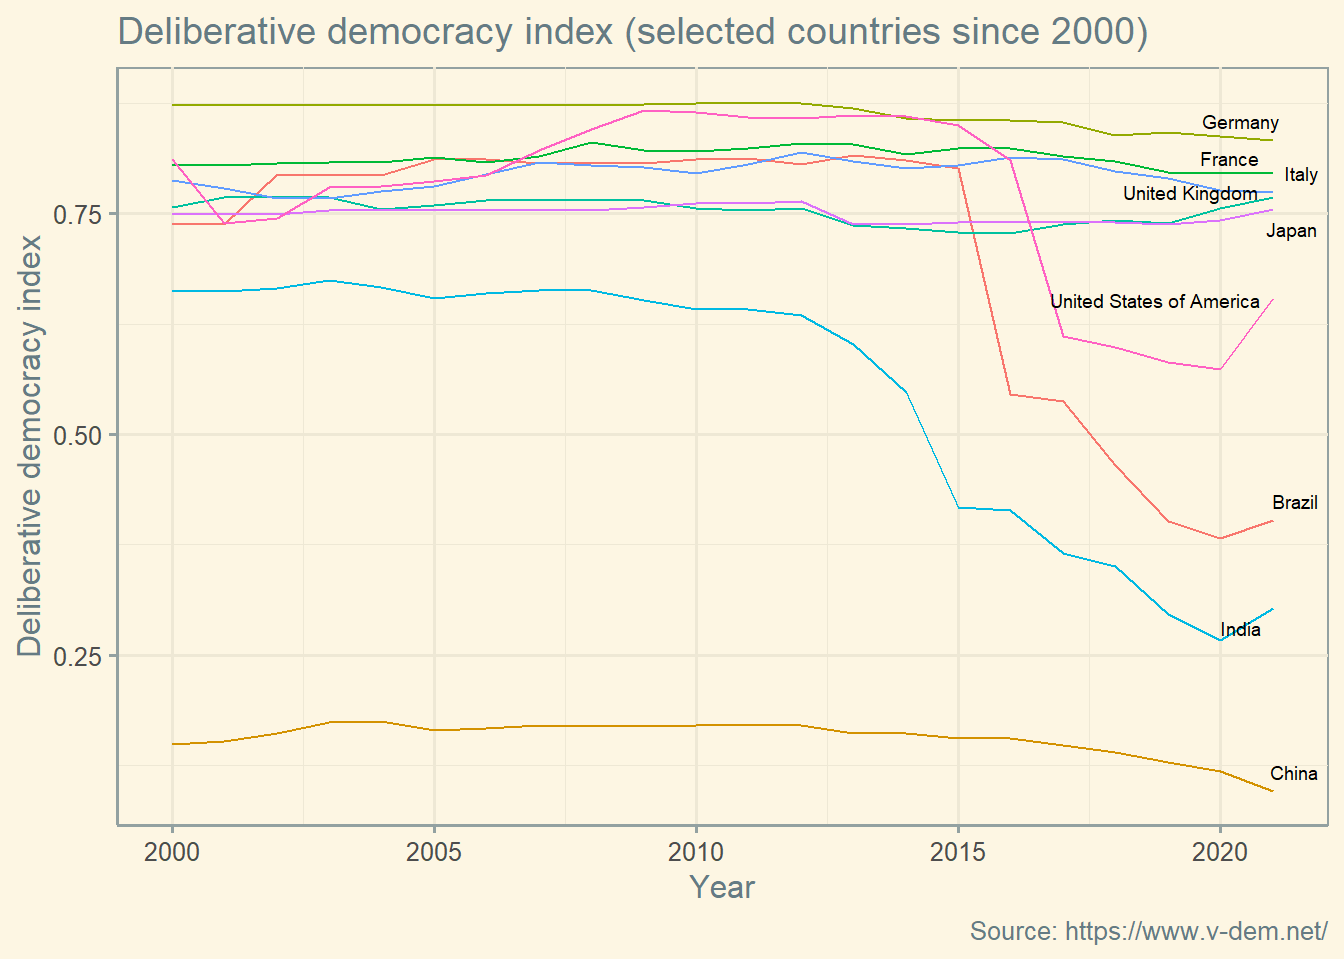 Deliberative democracy index (selected countries since 2000)
Deliberative democracy index
0.75
0.50
0.25
Germany
France
Italy
United Kingdom
Japan
United States of America
Brazil
India
China
2000 2005 2010 2015 2020
Year
Source: https://www.v-dem.net/